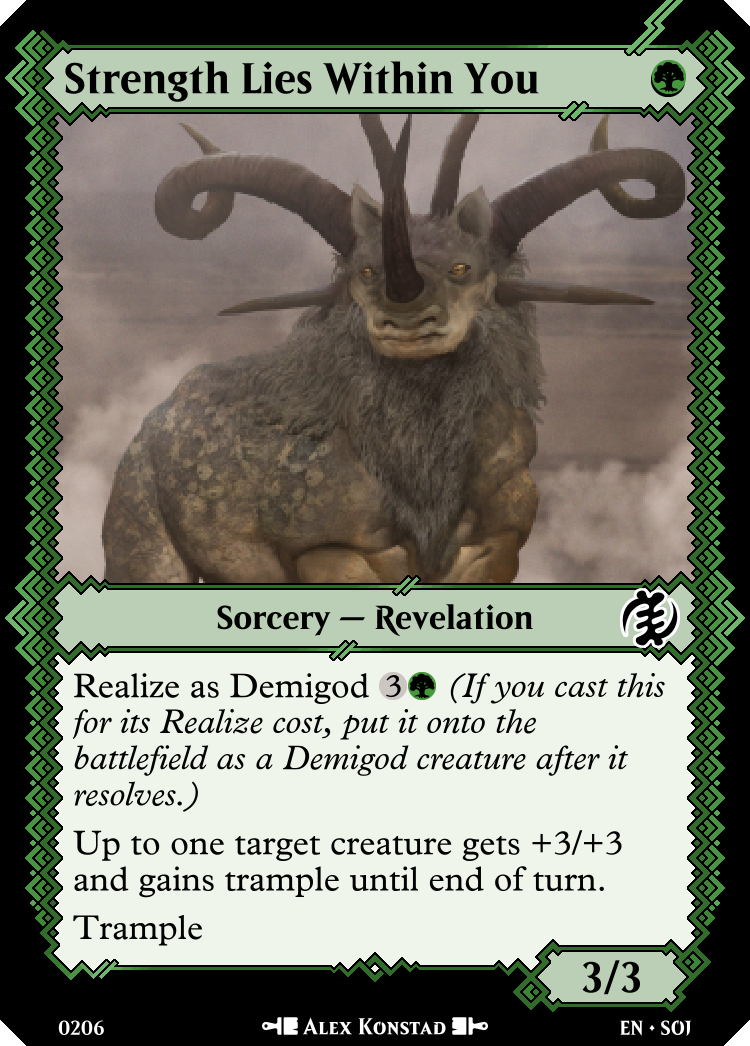 Strength Lies Within You
Sorcery — Revelation
Realize as Demigod 3 (If you cast this
for its Realize cost, put it onto the
battlefield as a Demigod creature after it
resolves.)
Up to one target creature gets +3/+3
and gains trample until end of turn.
Trample
3/3
0206
Alex Konstad
EN • SOJ